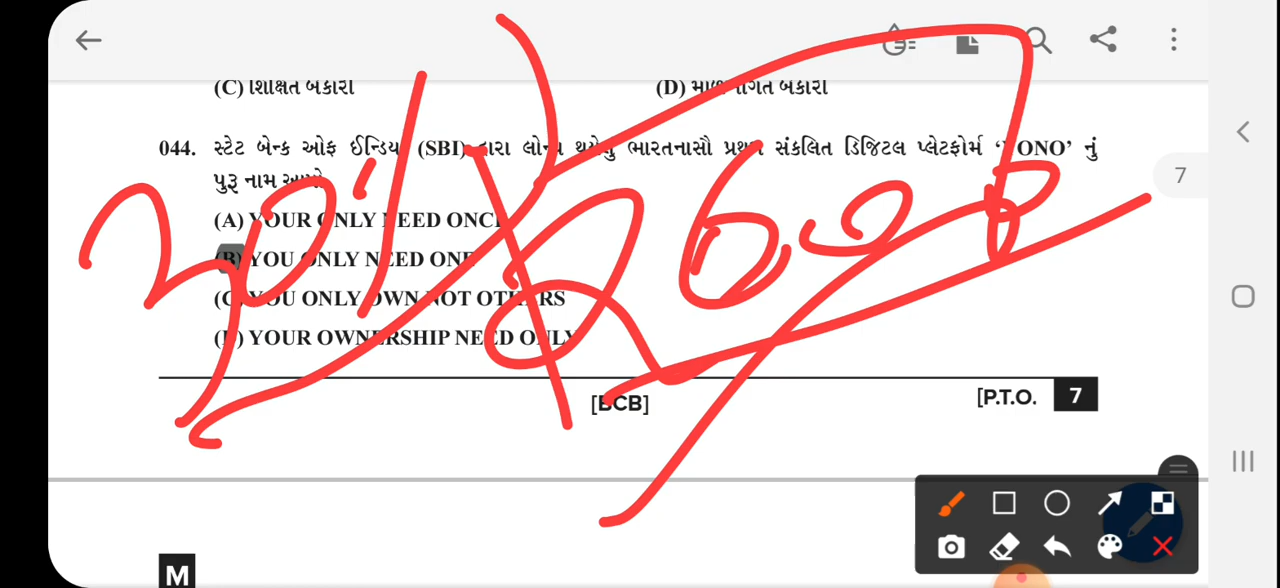 (C) શિક્ષિત બેકારી (D) બેકારી
044. સ્ટેટ બેન્ક ઓફ ઈન્ડિયા (SBI) દ્વારા લોન્ચ થયેલું ભારતનાસૌ પ્રથમ સંકલિત ડિજિટલ પ્લેટફોર્મ 'YONO' નું
પુરૂ નામ આપો.
(A) YOUR ONLY NEED ONCE
(B) YOU ONLY NEED ONE
(C) YOU ONLY OWN NOT OTHERS
(D) YOUR OWNERSHIP NEED ONLY
[BCB] [P.T.O. 7
7
M